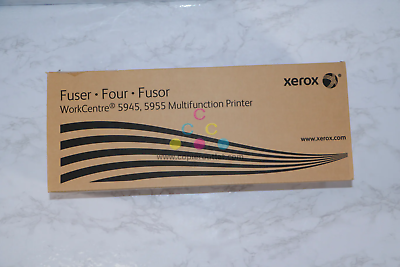 xerox
Fuser • Four • Fusor
WorkCentre® 5945, 5955 Multifunction Printer
www.xerox.com
C
C C